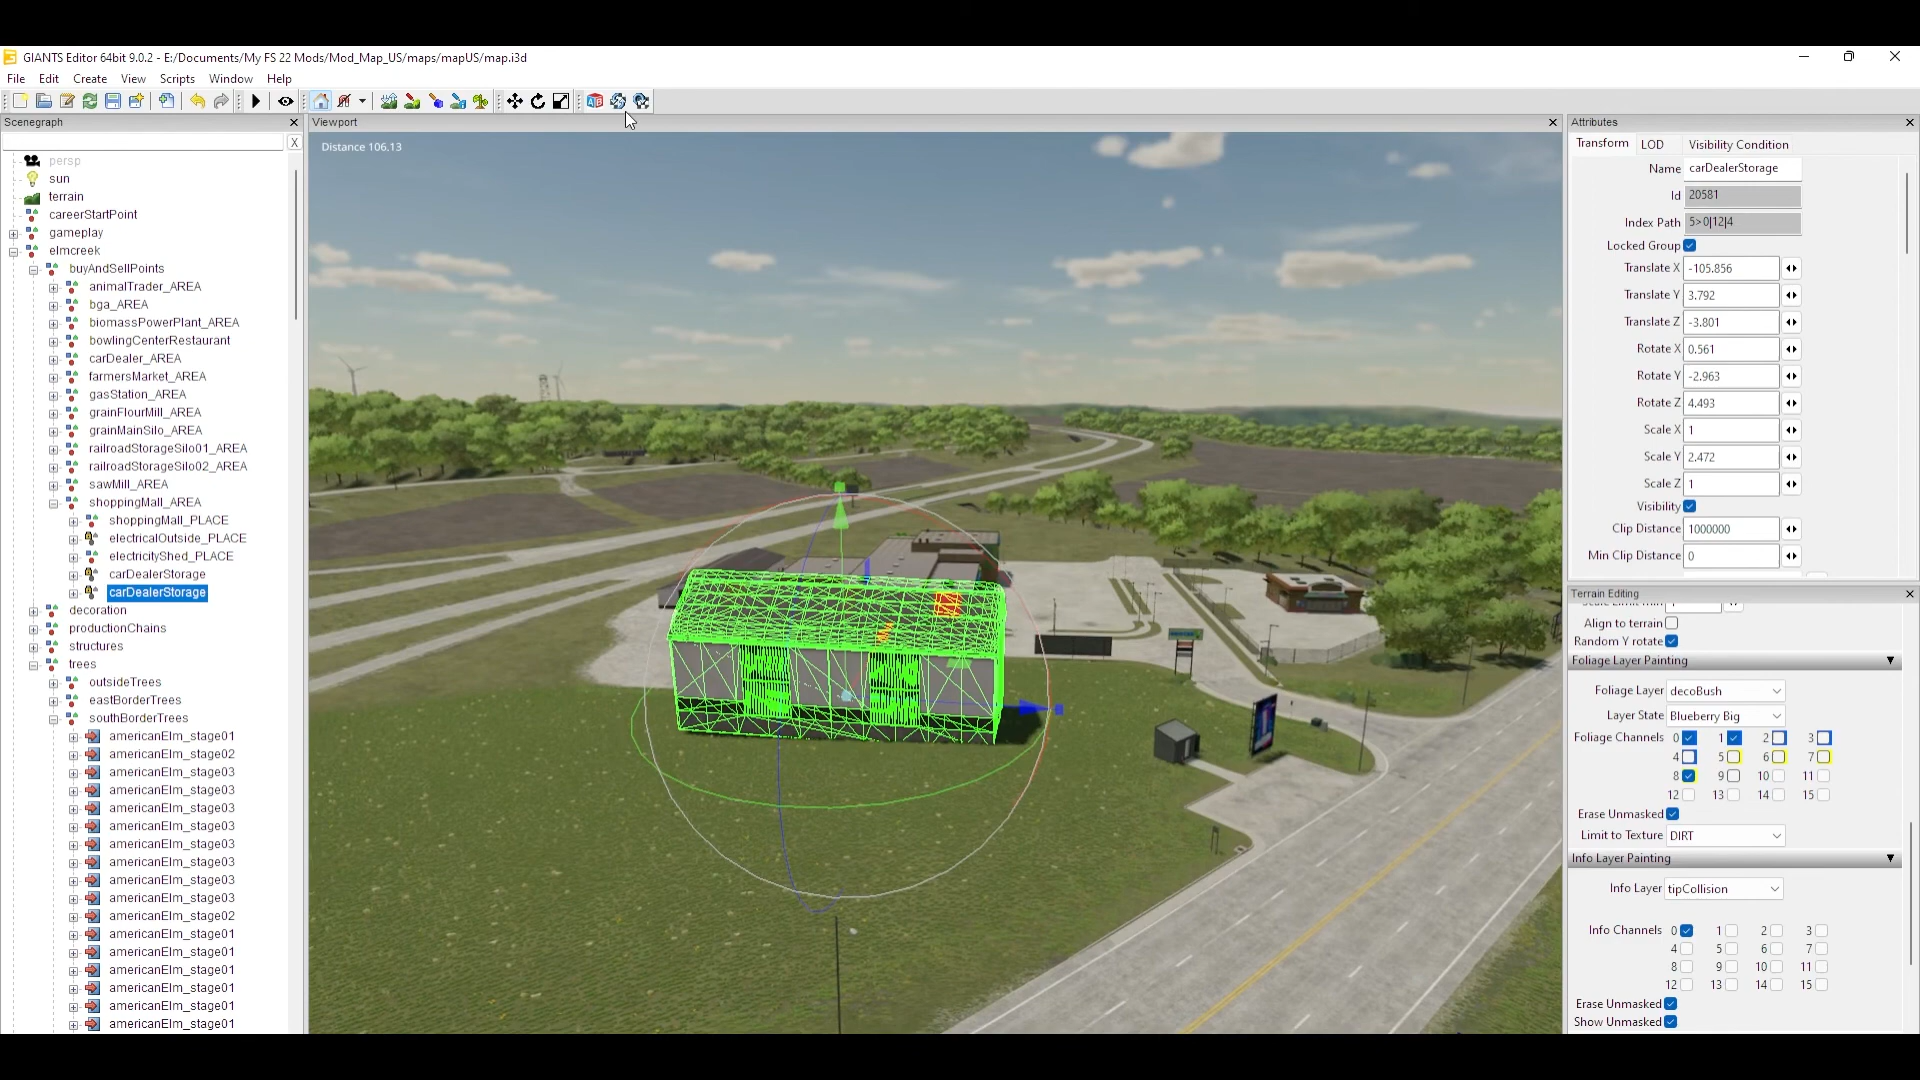 GIANTS Editor 64bit 9.0.2 - E:/Documents/My FS 22 Mods/Mod_Map_US/maps/mapUS/map.i3d
File Edit Create View Scripts Window Help
Scenegraph
X
persp
sun
terrain
careerStartPoint
gameplay
elmcreek
buyAndSellPoints
animalTrader_AREA
bga_AREA
biomassPowerPlant_AREA
bowlingCenterRestaurant
carDealer_AREA
farmersMarket_AREA
gasStation_AREA
grainFlourMill_AREA
grainMainSilo_AREA
railroadStorageSilo01_AREA
railroadStorageSilo02_AREA
sawMill_AREA
shoppingMall_AREA
shoppingMall_PLACE
electricalOutside_PLACE
electricityShed_PLACE
carDealerStorage
carDealerStorage
decoration
productionChains
structures
trees
outsideTrees
eastBorderTrees
southBorderTrees
americanElm_stage01
americanElm_stage02
americanElm_stage03
americanElm_stage03
americanElm_stage03
americanElm_stage03
americanElm_stage03
americanElm_stage03
americanElm_stage03
americanElm_stage03
americanElm_stage02
americanElm_stage01
americanElm_stage01
americanElm_stage01
americanElm_stage01
americanElm_stage01
americanElm_stage01
Viewport
Distance 106.13
Attributes
Transform LOD Visibility Condition
Name carDealerStorage
Id 20581
Index Path 5>0|12|4
Locked Group
Translate X -105.856
Translate Y 3.792
Translate Z -3.801
Rotate X 0.561
Rotate Y -2.963
Rotate Z 4.493
Scale X 1
Scale Y 2.472
Scale Z 1
Visibility
Clip Distance 1000000
Min Clip Distance 0
Terrain Editing
Align to terrain
Random Y rotate
Foliage Layer Painting
Foliage Layer decoBush
Layer State Blueberry Big
Foliage Channels 0 1 2 3
4 5 6 7
8 9 10 11
12 13 14 15
Erase Unmasked
Limit to Texture DIRT
Info Layer Painting
Info Layer tipCollision
Info Channels 0 1 2 3
4 5 6 7
8 9 10 11
12 13 14 15
Erase Unmasked
Show Unmasked